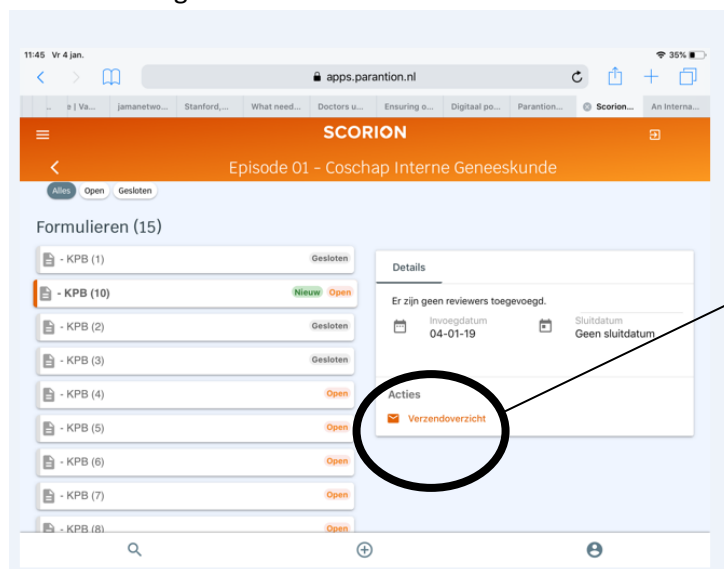 11:45 Vr 4 jan.
35%
apps.parantion.nl
.. e | Va... jamanetwo... Stanford,... What need... Doctors u... Ensuring o... Digitaal po... Parantion... Scorion... An Interna...
SCORION
Episode 01 - Coschap Interne Geneeskunde
Alles Open Gesloten
Formulieren (15)
- KPB (1) Gesloten
- KPB (10) Nieuw Open
- KPB (2) Gesloten
- KPB (3) Gesloten
- KPB (4) Open
- KPB (5) Open
- KPB (6) Open
- KPB (7) Open
- KPB (8) Open
Details
Er zijn geen reviewers toegevoegd.
Invoegdatum Sluitdatum
04-01-19 Geen sluitdatum
Acties
Verzendoverzicht